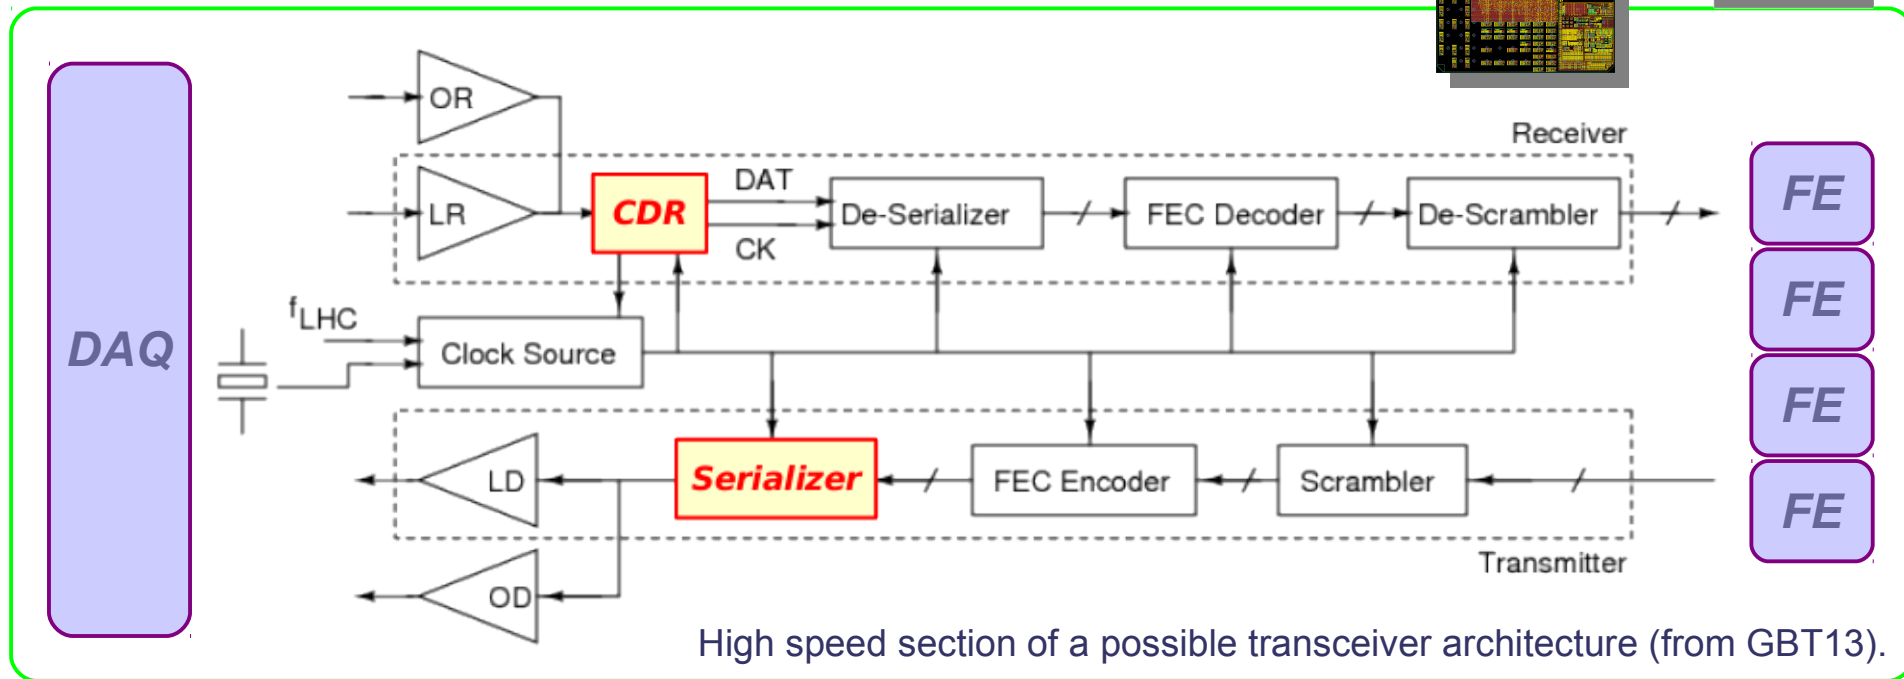 OR
Receiver
DAT
LR
CDR
De-Serializer
FEC Decoder
De-Scrambler
FE
CK
fLHC
FE
DAQ
Clock Source
FE
LD
Serializer
FEC Encoder
Scrambler
FE
Transmitter
OD
High speed section of a possible transceiver architecture (from GBT13).